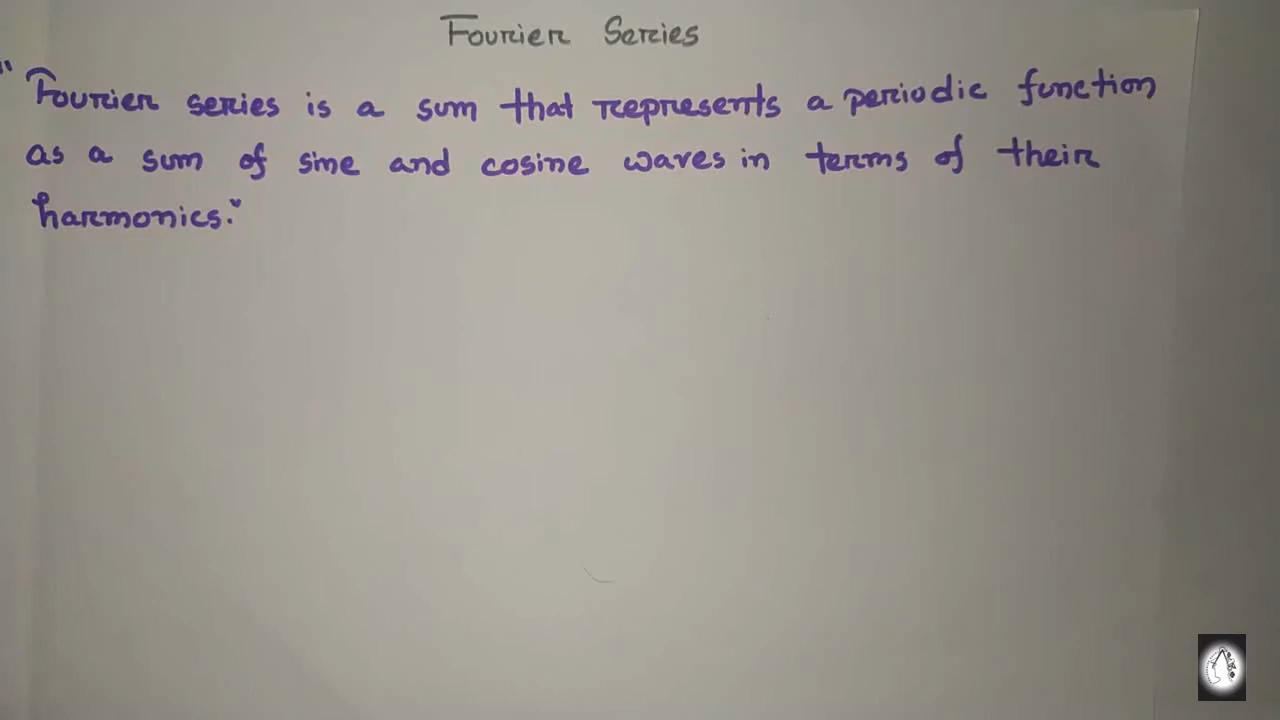 Fourier Series
"Fourier series is a sum that represents a periodic function
as a sum of sine and cosine waves in terms of their
harmonics."